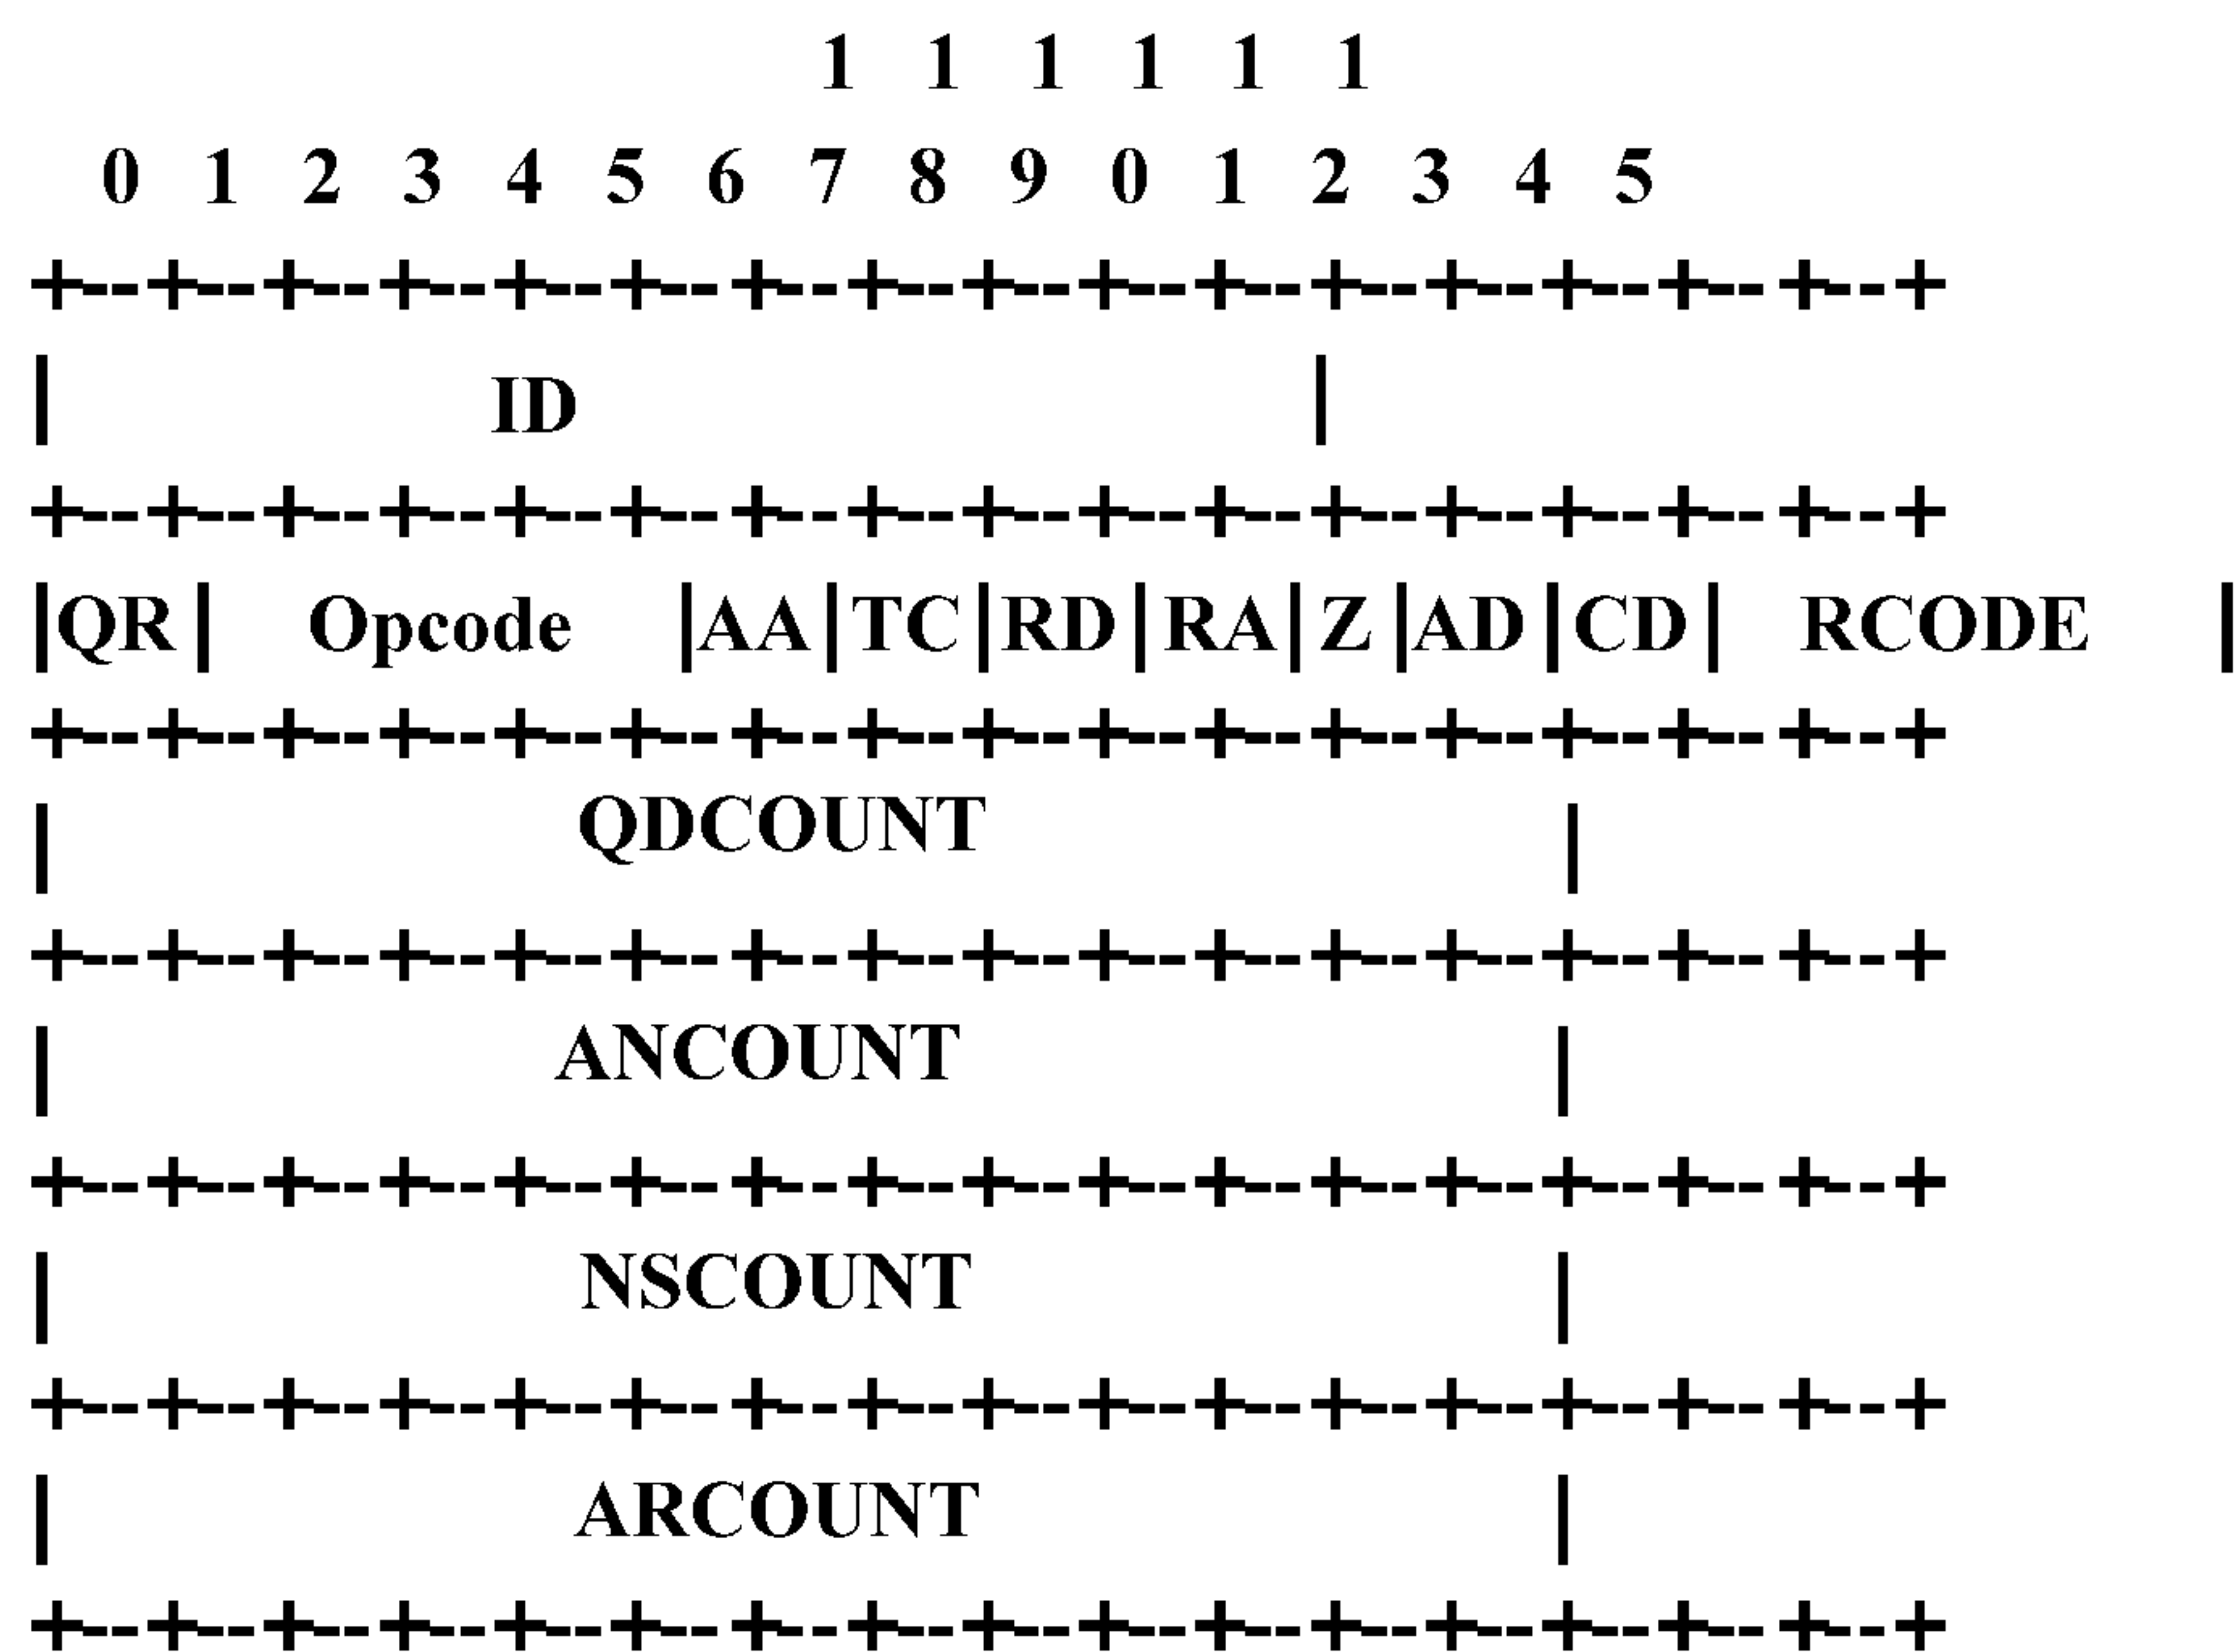 1 1 1 1 1 1
0 1 2 3 4 5 6 7 8 9 0 1 2 3 4 5
+--+--+--+--+--+--+--+--+--+--+--+--+--+--+--+--+
| ID |
+--+--+--+--+--+--+--+--+--+--+--+--+--+--+--+--+
|QR| Opcode |AA|TC|RD|RA|Z|AD|CD| RCODE |
+--+--+--+--+--+--+--+--+--+--+--+--+--+--+--+--+
| QDCOUNT |
+--+--+--+--+--+--+--+--+--+--+--+--+--+--+--+--+
| ANCOUNT |
+--+--+--+--+--+--+--+--+--+--+--+--+--+--+--+--+
| NSCOUNT |
+--+--+--+--+--+--+--+--+--+--+--+--+--+--+--+--+
| ARCOUNT |
+--+--+--+--+--+--+--+--+--+--+--+--+--+--+--+--+